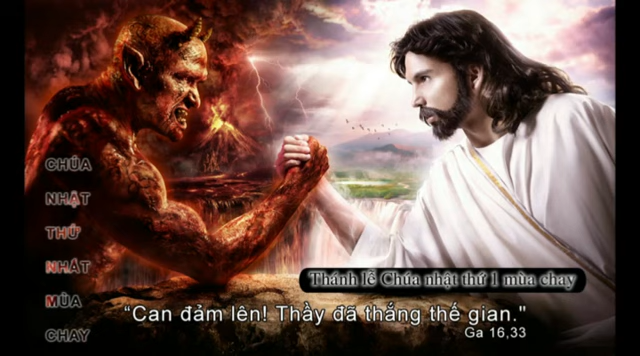 CHÚA
NHẬT
THỨ
NHẤT
MÙA
CHAY
Thánh lễ Chúa nhật thứ 1 mùa chay
“Can đảm lên! Thầy đã thắng thế gian."
Ga 16,33